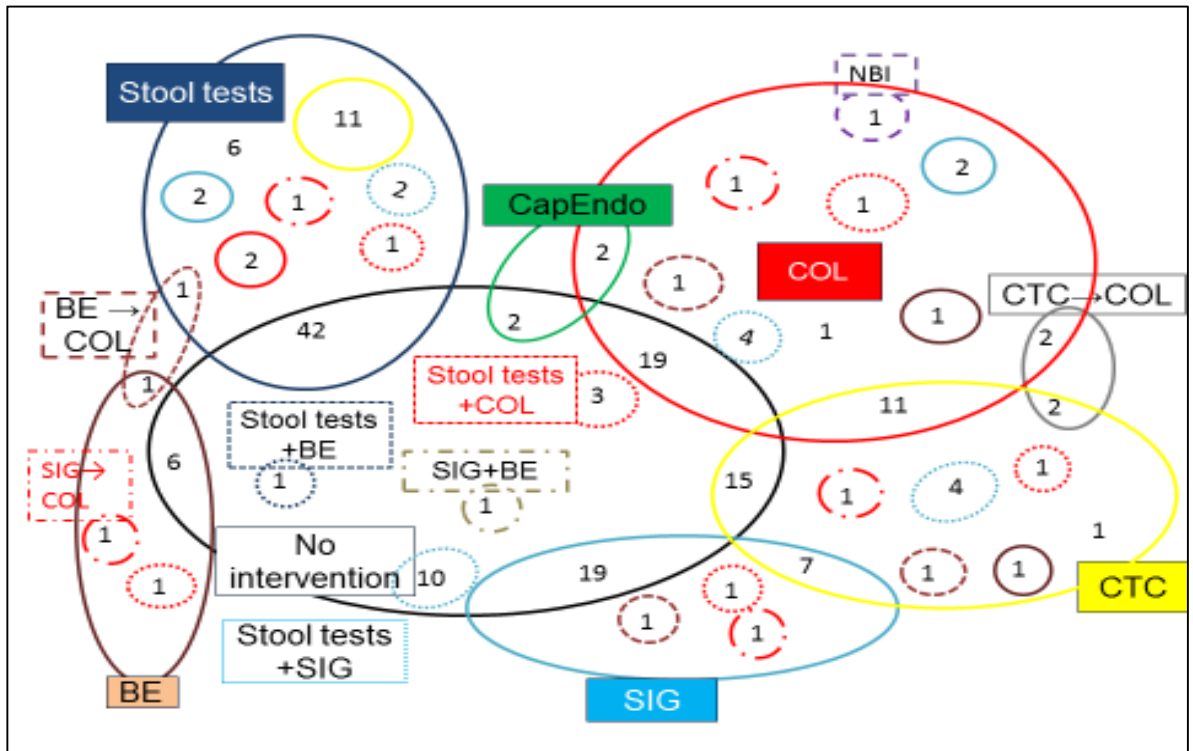 NBI
1
Stool tests
11
6
2
1
2
1
2
2
1
1
CapEndo
2
COL
1
CTC→COL
BE →
COL
1
1
42
2
4
1
1
2
2
19
11
Stool tests
+COL
3
Stool tests
+BE
1
SIG+BE
1
6
SIG→
COL
1
1
15
1
4
1
1
1
1
No
intervention
10
19
7
1
1
1
CTC
Stool tests
+SIG
BE
SIG